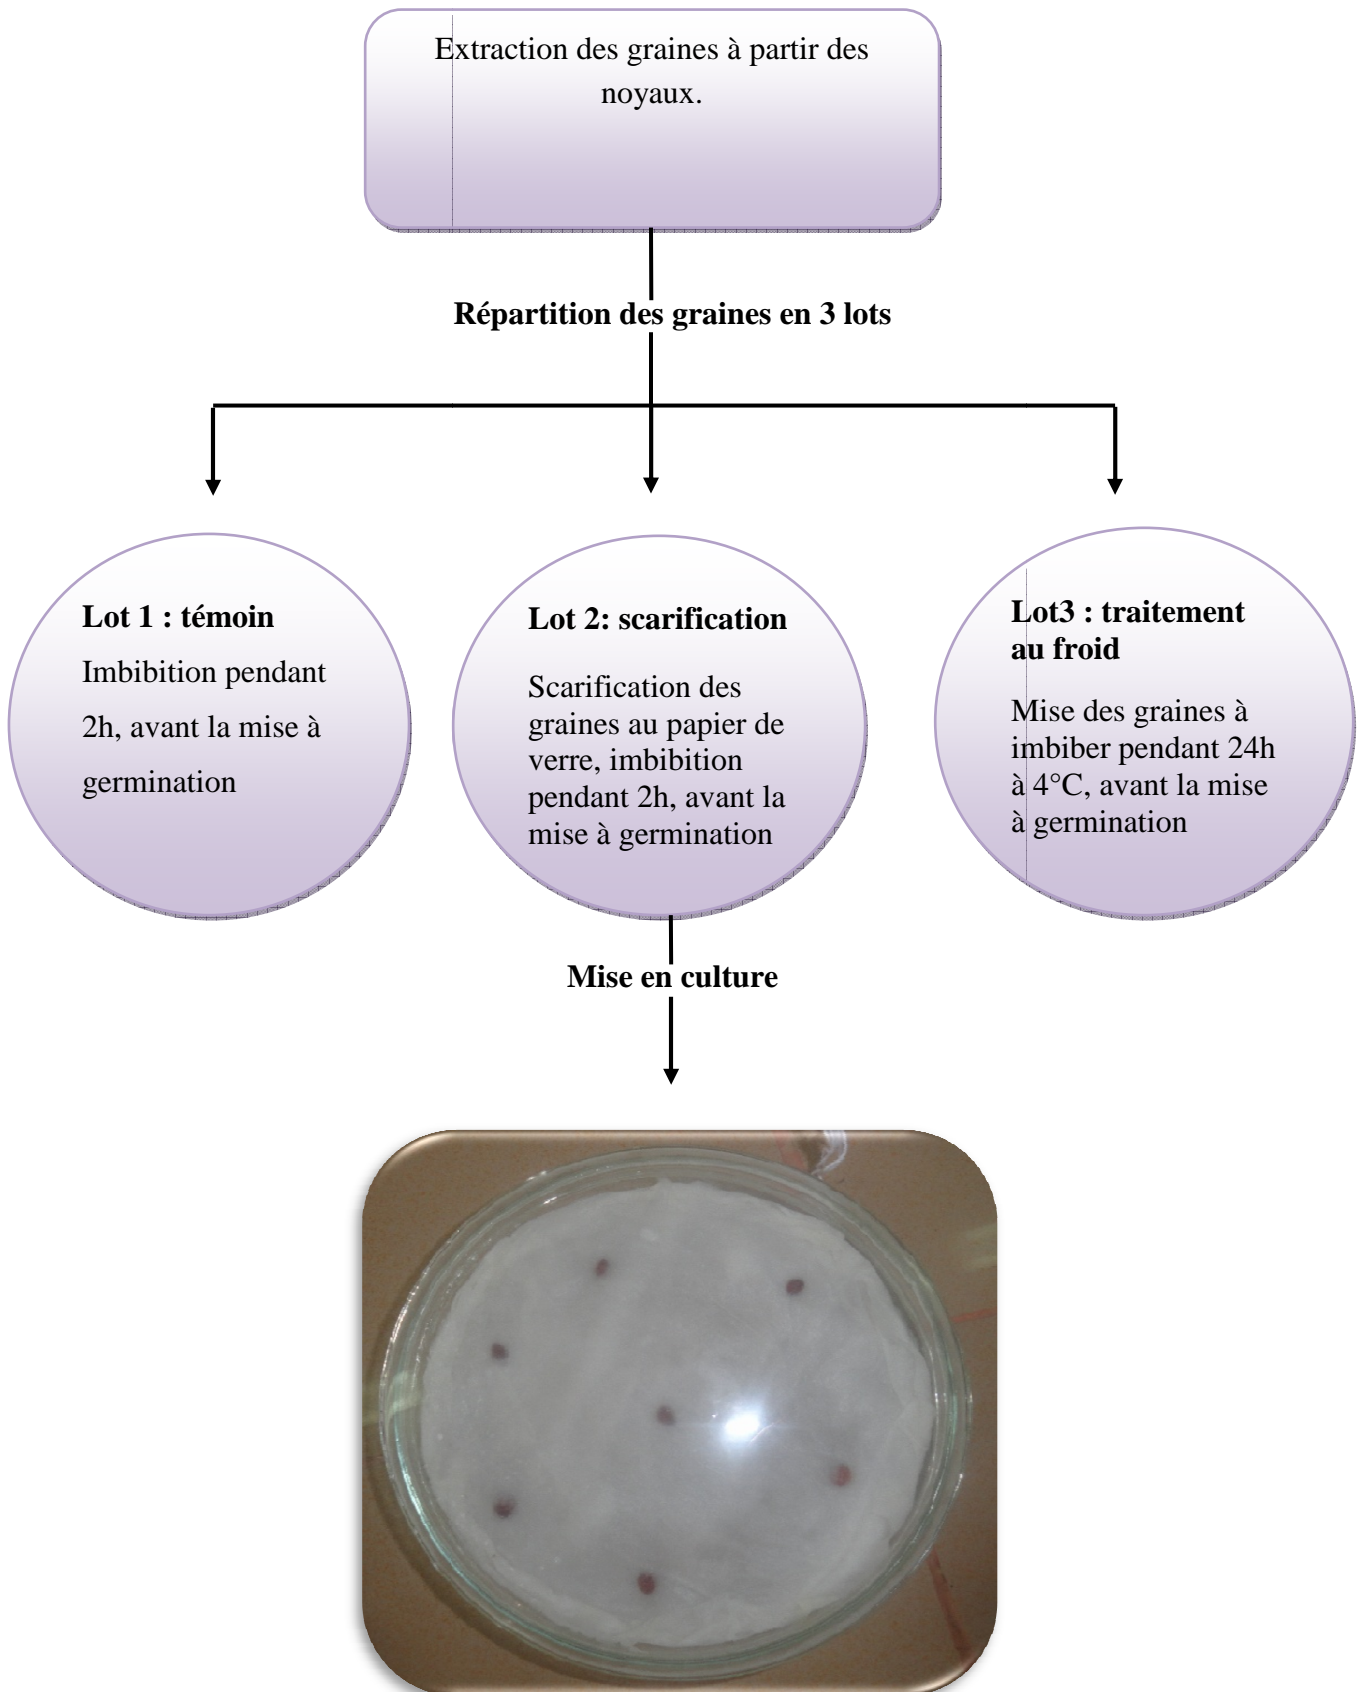 Extraction des graines à partir des
noyaux.
Répartition des graines en 3 lots
Lot 1 : témoin
Imbibition pendant
2h, avant la mise à
germination
Lot 2: scarification
Scarification des
graines au papier de
verre, imbibition
pendant 2h, avant la
mise à germination
Lot3 : traitement
au froid
Mise des graines à
imbiber pendant 24h
à 4°C, avant la mise
à germination
Mise en culture